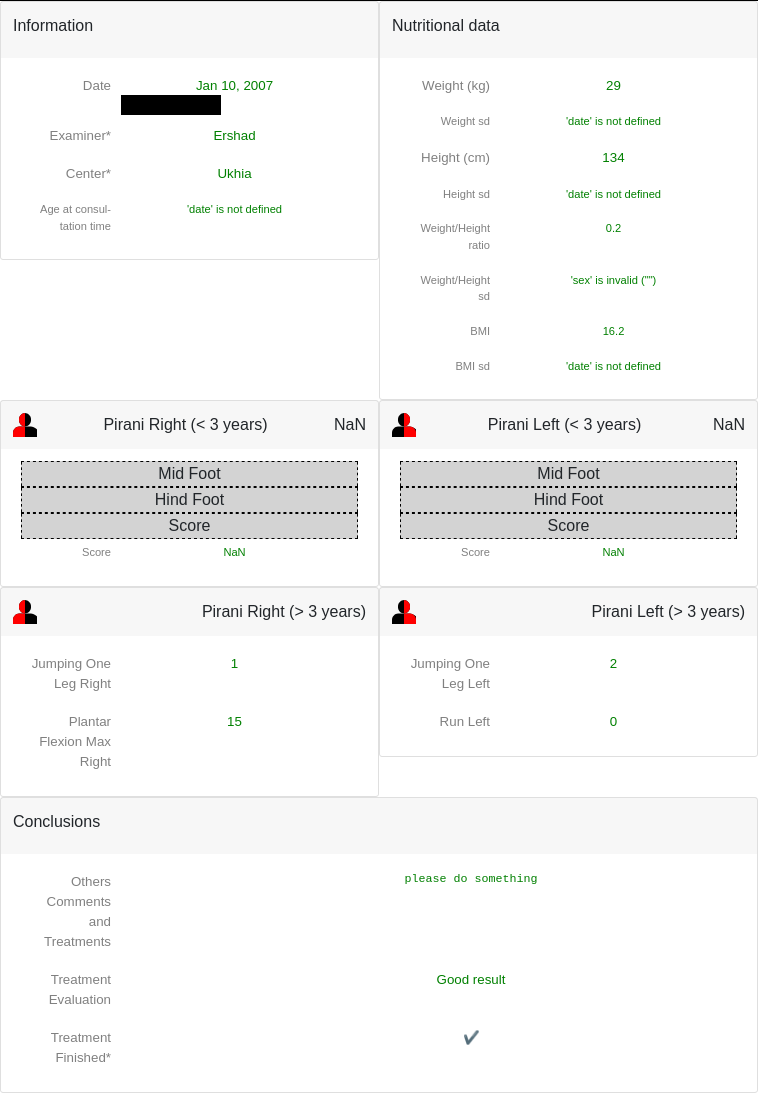 Information
Date Jan 10, 2007
Examiner* Ershad
Center* Ukhia
Age at consul- 'date' is not defined
tation time
Nutritional data
Weight (kg) 29
Weight sd 'date' is not defined
Height (cm) 134
Height sd 'date' is not defined
Weight/Height 0.2
ratio
Weight/Height 'sex' is invalid ("")
sd
BMI 16.2
BMI sd 'date' is not defined
Pirani Right (< 3 years) NaN
Mid Foot
Hind Foot
Score
Score NaN
Pirani Left (< 3 years) NaN
Mid Foot
Hind Foot
Score
Score NaN
Pirani Right (> 3 years)
Jumping One 1
Leg Right
Plantar 15
Flexion Max
Right
Pirani Left (> 3 years)
Jumping One 2
Leg Left
Run Left 0
Conclusions
Others please do something
Comments
and
Treatments
Treatment Good result
Evaluation
Treatment ✔
Finished*